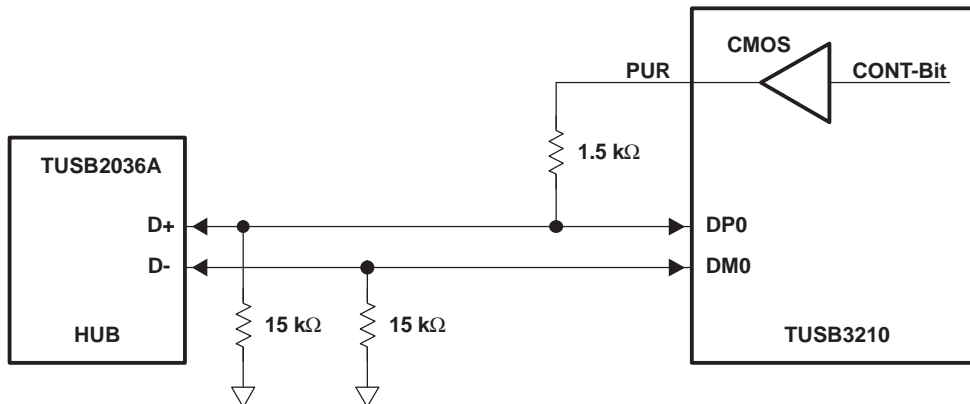 CMOS
PUR
CONT-Bit
1.5 kΩ
TUSB2036A
D+
DP0
D-
DM0
15 kΩ
15 kΩ
HUB
TUSB3210